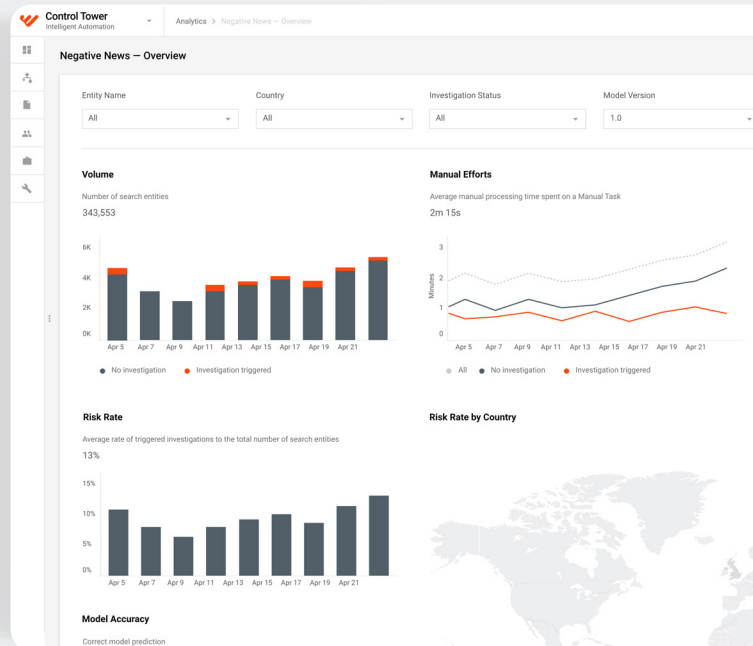 Control Tower
Intelligent Automation
Analytics > Negative News — Overview
Negative News — Overview
Entity Name Country Investigation Status Model Version
All All All 1.0
Volume
Number of search entities
343,553
6K
4K
2K
0K
Apr 5 Apr 7 Apr 9 Apr 11 Apr 13 Apr 15 Apr 17 Apr 19 Apr 21
No investigation Investigation triggered
Manual Efforts
Average manual processing time spent on a Manual Task
2m 15s
Minutes
3
2
1
0
Apr 5 Apr 7 Apr 9 Apr 11 Apr 13 Apr 15 Apr 17 Apr 19 Apr 21
All No investigation Investigation triggered
Risk Rate
Average rate of triggered investigations to the total number of search entities
13%
15%
10%
5%
0%
Apr 5 Apr 7 Apr 9 Apr 11 Apr 13 Apr 15 Apr 17 Apr 19 Apr 21
Risk Rate by Country
Model Accuracy
Correct model prediction